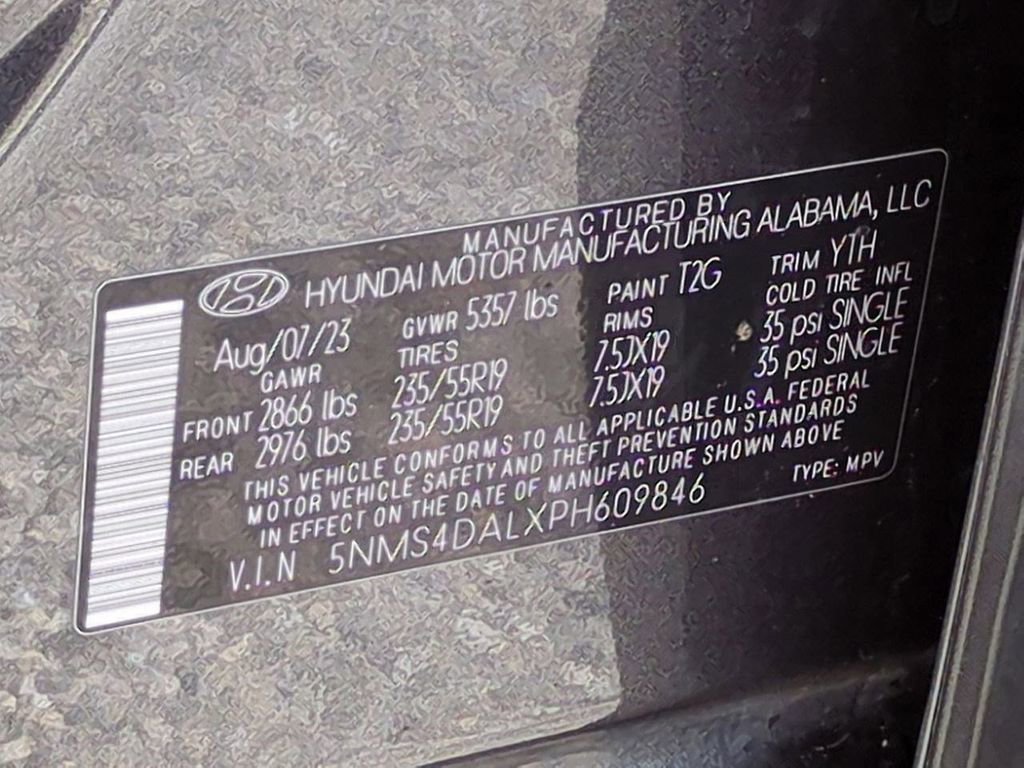 MANUFACTURED BY
HYUNDAI MOTOR MANUFACTURING ALABAMA, LLC
Aug/07/23 GVWR 5357 lbs PAINT T2G TRIM YTH
GAWR TIRES RIMS COLD TIRE INFL
FRONT 2866 lbs 235/55R19 7.5JX19 35 psi SINGLE
REAR 2976 lbs 235/55R19 7.5JX19 35 psi SINGLE
THIS VEHICLE CONFORMS TO ALL APPLICABLE U.S.A. FEDERAL
MOTOR VEHICLE SAFETY AND THEFT PREVENTION STANDARDS
IN EFFECT ON THE DATE OF MANUFACTURE SHOWN ABOVE
V.I.N 5NMS4DALXPH609846 TYPE: MPV